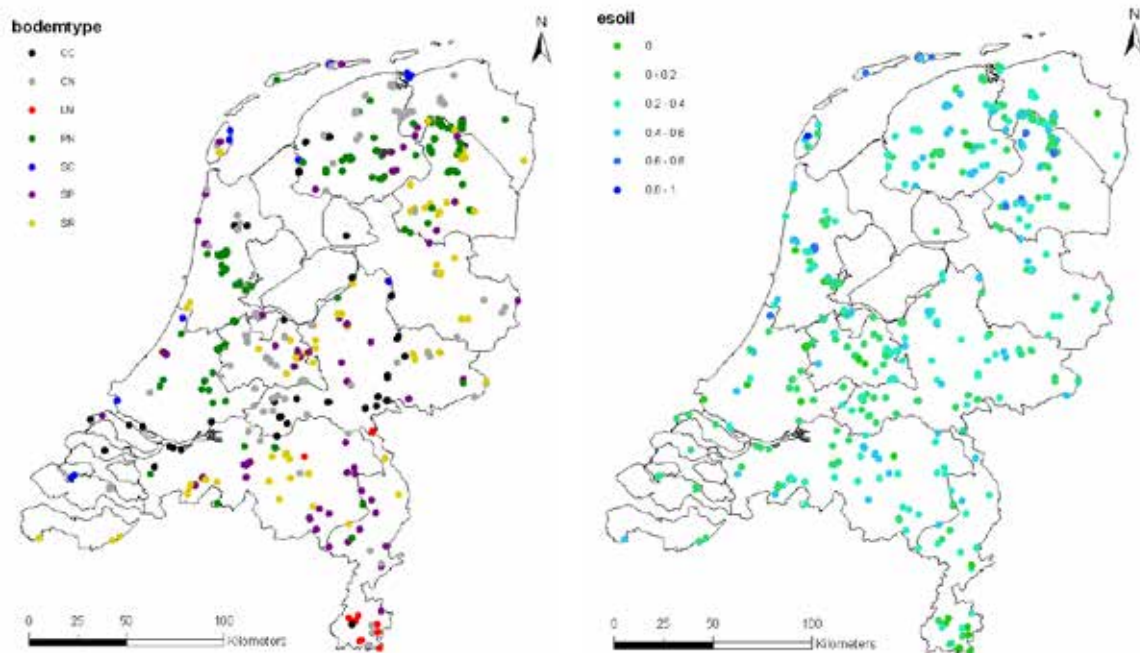 bodemtype
CC
CN
LN
PN
SC
SP
SR
N
0 25 50 100
Kilometers
esoil
0
0 - 0.2
0.2 - 0.4
0.4 - 0.6
0.6 - 0.8
0.8 - 1
N
0 25 50 100
Kilometers